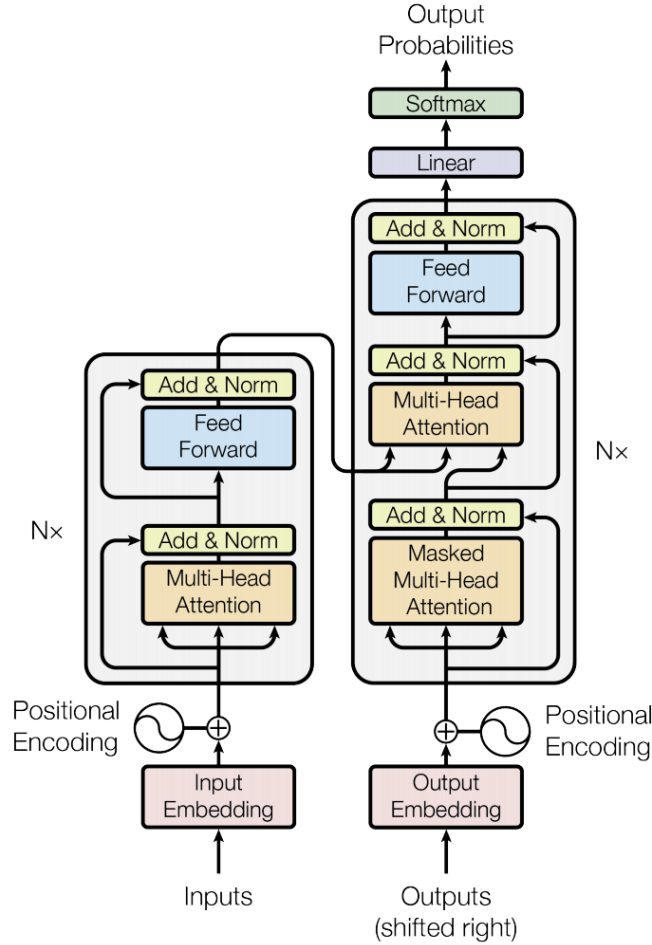 Output
Probabilities
Softmax
Linear
Add & Norm
Feed
Forward
Add & Norm
Multi-Head
Attention
Add & Norm
Masked
Multi-Head
Attention
N×
Add & Norm
Feed
Forward
Add & Norm
Multi-Head
Attention
N×
Positional
Encoding
Positional
Encoding
Input
Embedding
Output
Embedding
Inputs
Outputs
(shifted right)